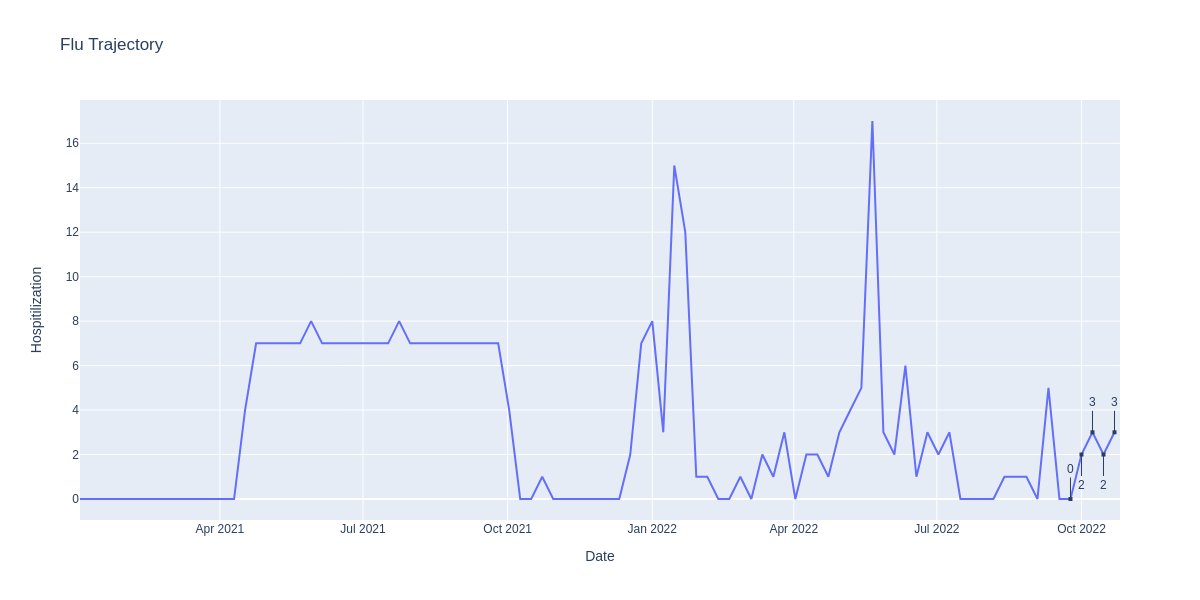 Flu Trajectory
Hospitilization
16
14
12
10
8
6
4
2
0
3
3
0
2
2
Apr 2021
Jul 2021
Oct 2021
Jan 2022
Apr 2022
Jul 2022
Oct 2022
Date